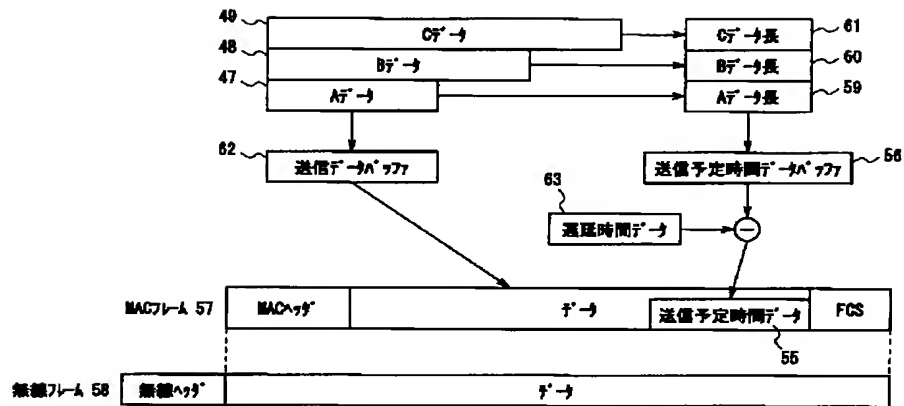 49 Cデータ Cデータ長 61
48 Bデータ Bデータ長 60
47 Aデータ Aデータ長 59
62 送信データバッファ 送信予定時間データバッファ 56
63 遅延時間データ −
MACフレーム 57 MACヘッダ データ 送信予定時間データ FCS
55
無線フレーム 58 無線ヘッダ データ